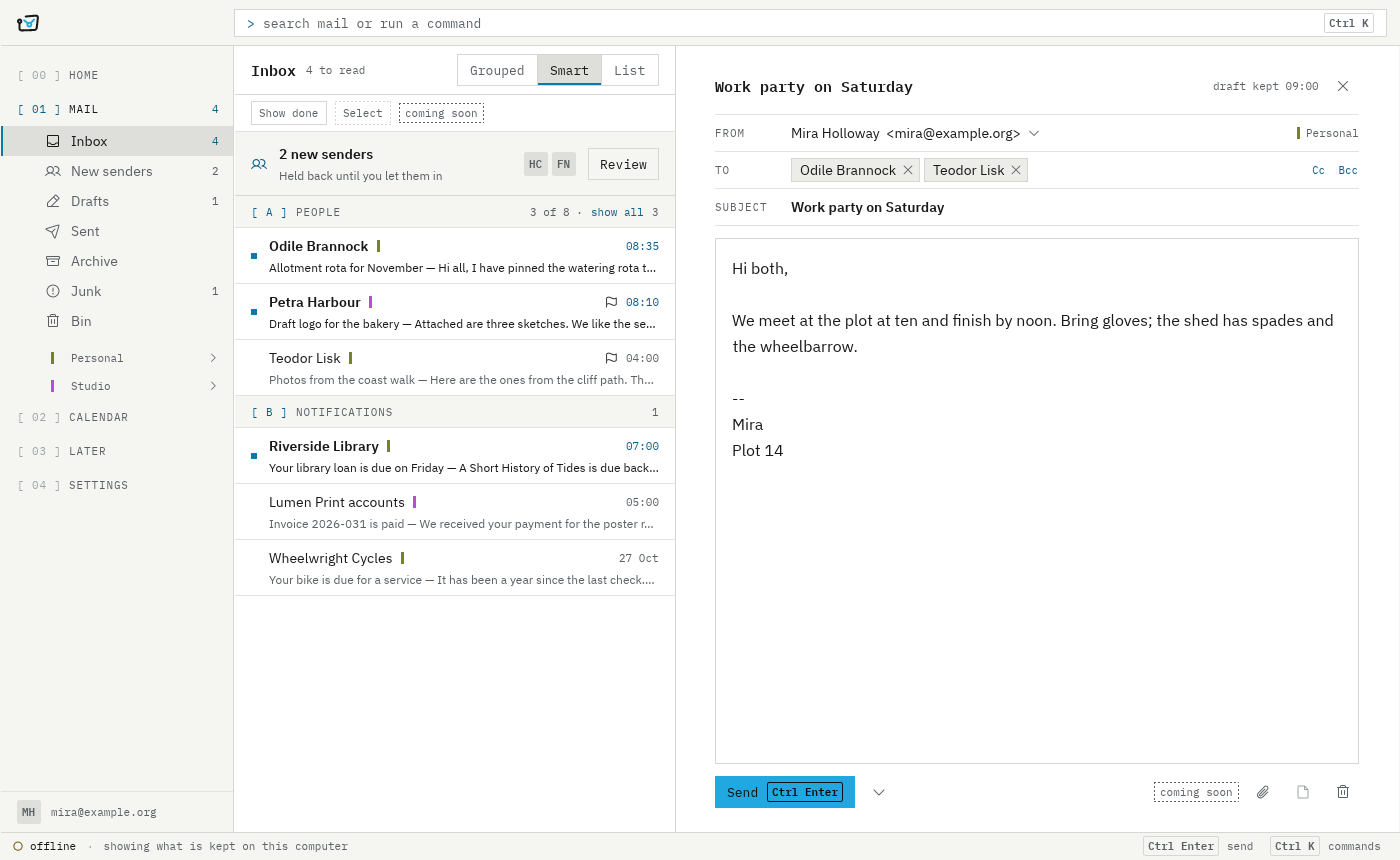 > search mail or run a command Ctrl K
[ 00 ] HOME
[ 01 ] MAIL 4
Inbox 4
New senders 2
Drafts 1
Sent
Archive
Junk 1
Bin
Personal
Studio
[ 02 ] CALENDAR
[ 03 ] LATER
[ 04 ] SETTINGS
MH mira@example.org
Inbox 4 to read Grouped Smart List
Show done Select coming soon
2 new senders
Held back until you let them in
HC FN Review
[ A ] PEOPLE 3 of 8 · show all 3
Odile Brannock 08:35
Allotment rota for November — Hi all, I have pinned the watering rota t...
Petra Harbour 08:10
Draft logo for the bakery — Attached are three sketches. We like the se...
Teodor Lisk 04:00
Photos from the coast walk — Here are the ones from the cliff path. Th...
[ B ] NOTIFICATIONS 1
Riverside Library 07:00
Your library loan is due on Friday — A Short History of Tides is due back...
Lumen Print accounts 05:00
Invoice 2026-031 is paid — We received your payment for the poster r...
Wheelwright Cycles 27 Oct
Your bike is due for a service — It has been a year since the last check....
Work party on Saturday draft kept 09:00
FROM Mira Holloway <mira@example.org> Personal
TO Odile Brannock Teodor Lisk Cc Bcc
SUBJECT Work party on Saturday
Hi both,
We meet at the plot at ten and finish by noon. Bring gloves; the shed has spades and
the wheelbarrow.
--
Mira
Plot 14
Send Ctrl Enter coming soon
offline · showing what is kept on this computer Ctrl Enter send Ctrl K commands